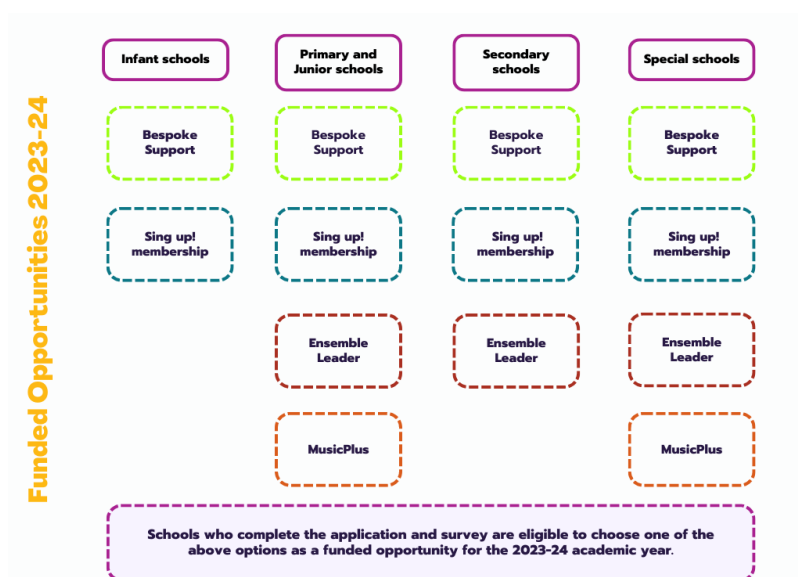 Funded Opportunities 2023-24
Infant schools
Primary and
Junior schools
Secondary
schools
Special schools
Bespoke
Support
Bespoke
Support
Bespoke
Support
Bespoke
Support
Sing up!
membership
Sing up!
membership
Sing up!
membership
Sing up!
membership
Ensemble
Leader
Ensemble
Leader
Ensemble
Leader
MusicPlus
MusicPlus
Schools who complete the application and survey are eligible to choose one of the
above options as a funded opportunity for the 2023-24 academic year.